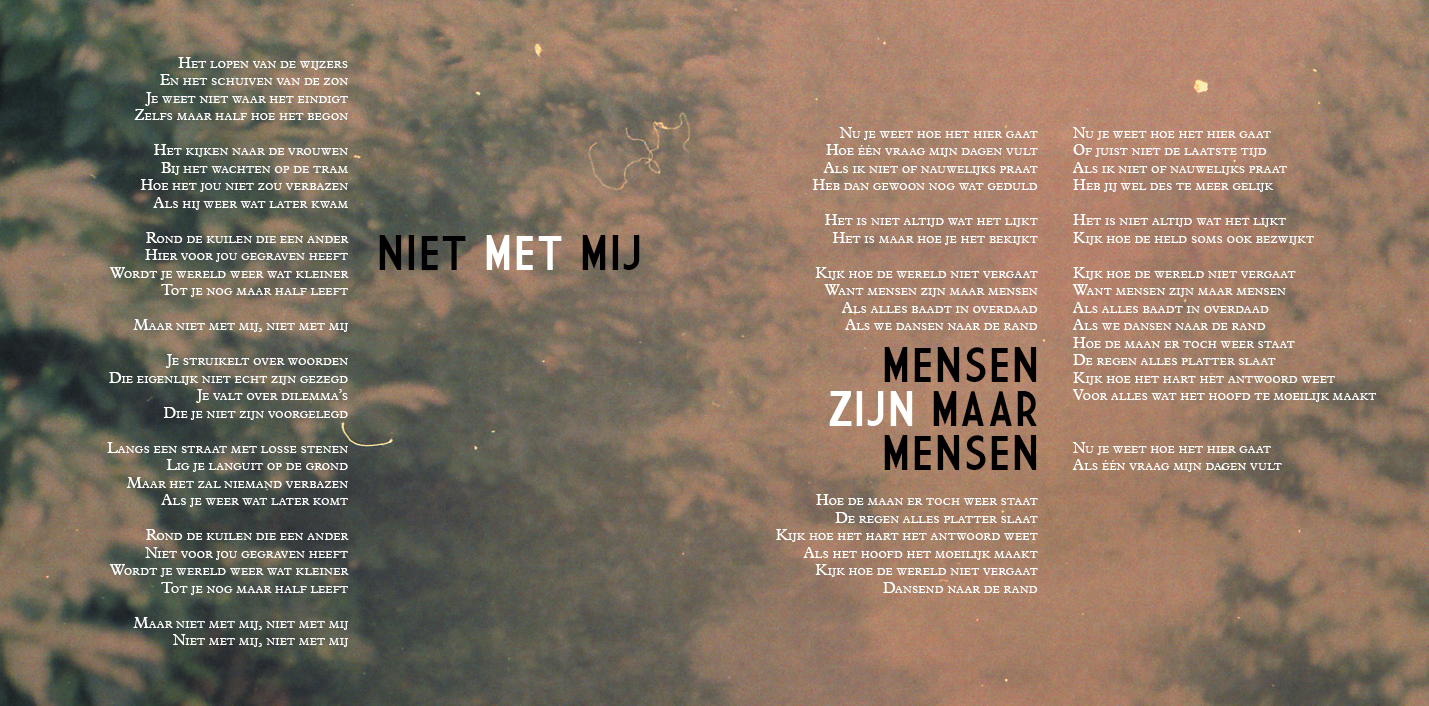 Het lopen van de wijzers
En het schuiven van de zon
Je weet niet waar het eindigt
Zelfs maar half hoe het begon
Het kijken naar de vrouwen
Bij het wachten op de tram
Hoe het jou niet zou verbazen
Als hij weer wat later kwam
Rond de kuilen die een ander
Hier voor jou gegraven heeft
Wordt je wereld weer wat kleiner
Tot je nog maar half leeft
Maar niet met mij, niet met mij
Je struikelt over woorden
Die eigenlijk niet echt zijn gezegd
Je valt over dilemma's
Die je niet zijn voorgelegd
Langs een straat met losse stenen
Lig je languit op de grond
Maar het zal niemand verbazen
Als je weer wat later komt
Rond de kuilen die een ander
Niet voor jou gegraven heeft
Wordt je wereld weer wat kleiner
Tot je nog maar half leeft
Maar niet met mij, niet met mij
Niet met mij, niet met mij
NIET MET MIJ
Nu je weet hoe het hier gaat
Hoe één vraag mijn dagen vult
Als ik niet of nauwelijks praat
Heb dan gewoon nog wat geduld
Het is niet altijd wat het lijkt
Het is maar hoe je het bekijkt
Kijk hoe de wereld niet vergaat
Want mensen zijn maar mensen
Als alles baadt in overdaad
Als we dansen naar de rand
MENSEN
ZIJN MAAR
MENSEN
Hoe de maan er toch weer staat
De regen alles platter slaat
Kijk hoe het hart het antwoord weet
Als het hoofd het moeilijk maakt
Kijk hoe de wereld niet vergaat
Dansend naar de rand
Nu je weet hoe het hier gaat
Of juist niet de laatste tijd
Als ik niet of nauwelijks praat
Heb jij wel des te meer gelijk
Het is niet altijd wat het lijkt
Kijk hoe de held soms ook bezwijkt
Kijk hoe de wereld niet vergaat
Want mensen zijn maar mensen
Als alles baadt in overdaad
Als we dansen naar de rand
Hoe de maan er toch weer staat
De regen alles platter slaat
Kijk hoe het hart hét antwoord weet
Voor alles wat het hoofd te moeilijk maakt
Nu je weet hoe het hier gaat
Als één vraag mijn dagen vult